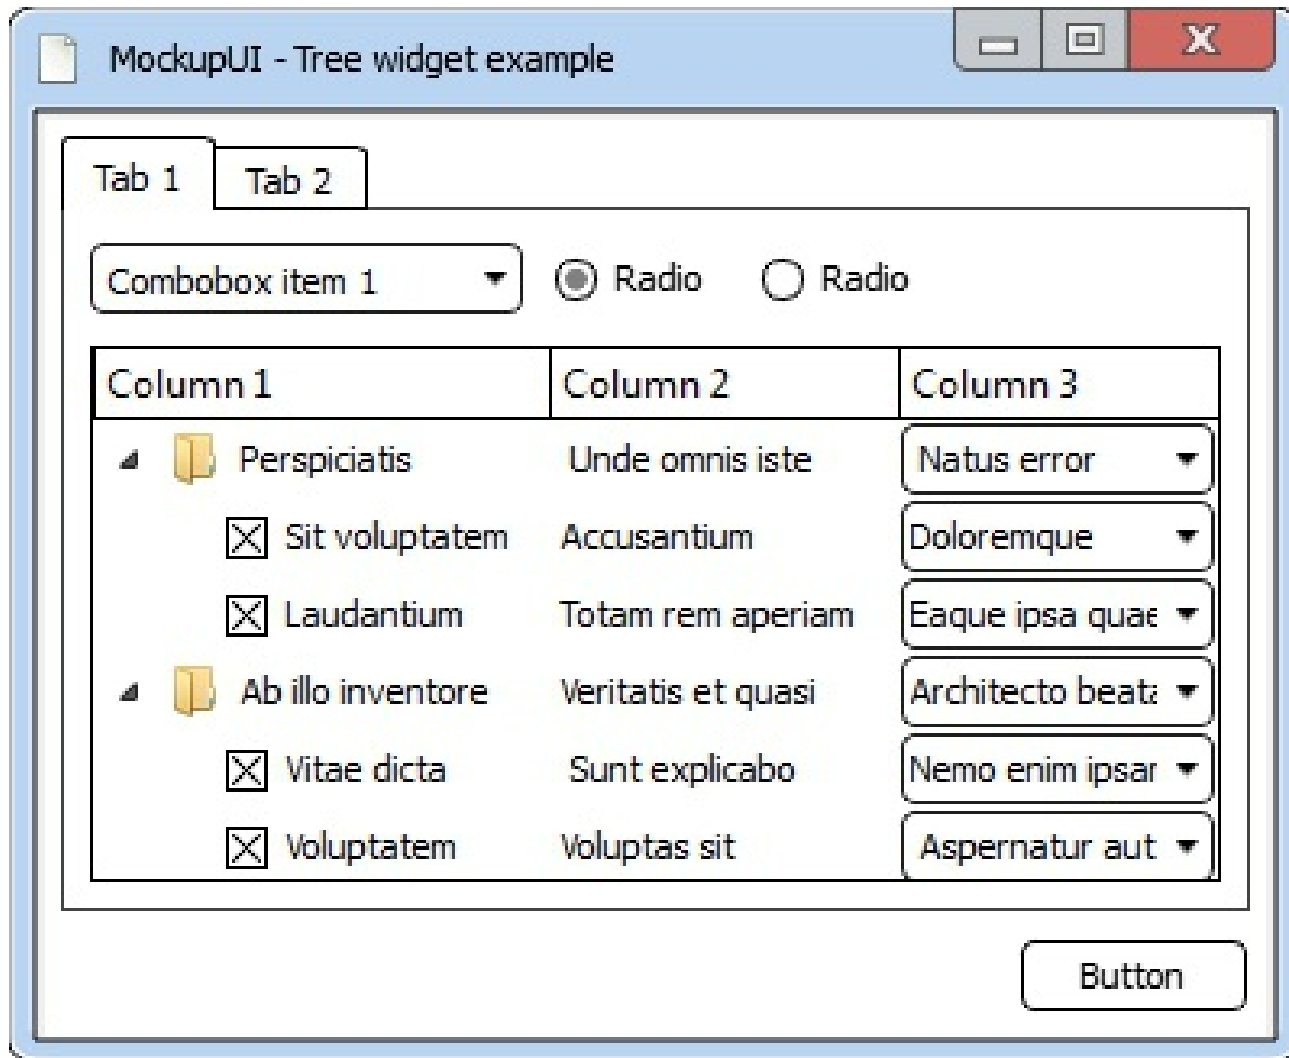 MockupUI - Tree widget example
Tab 1 Tab 2
Combobox item 1 Radio Radio
Column 1 Column 2 Column 3
Perspiciatis Unde omnis iste Natus error
Sit voluptatem Accusantium Doloremque
Laudantium Totam rem aperiam Eaque ipsa quae
Ab illo inventore Veritatis et quasi Architecto beata
Vitae dicta Sunt explicabo Nemo enim
Voluptatem Voluptas sit Aspernatur aut
Button